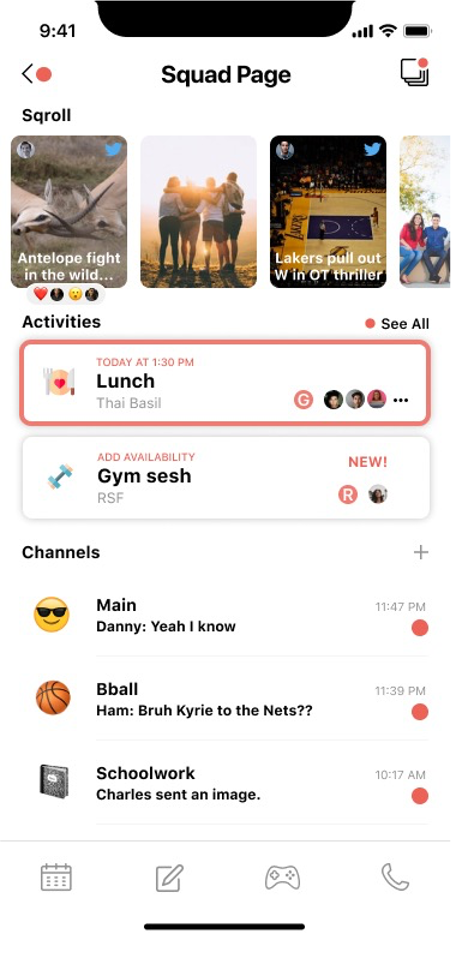 9:41
Squad Page
Sqroll
Antelope fight
in the wild...
LAKERS
Lakers pull out
W in OT thriller
Activities
See All
TODAY AT 1:30 PM
Lunch
Thai Basil
G
ADD AVAILABILITY
Gym sesh
RSF
NEW!
R
Channels
Main
11:47 PM
Danny: Yeah I know
Bball
11:39 PM
Ham: Bruh Kyrie to the Nets??
Schoolwork
10:17 AM
Charles sent an image.